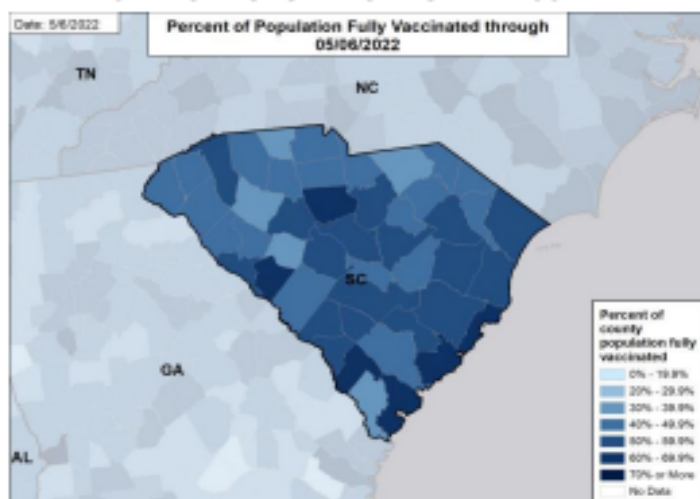 Date: 5/6/2022
Percent of Population Fully Vaccinated through
05/06/2022
TN
NC
SC
GA
AL
Percent of
county
population fully
vaccinated
0% - 19.9%
20% - 29.9%
30% - 39.9%
40% - 49.9%
50% - 59.9%
60% - 69.9%
70% or More
No Data